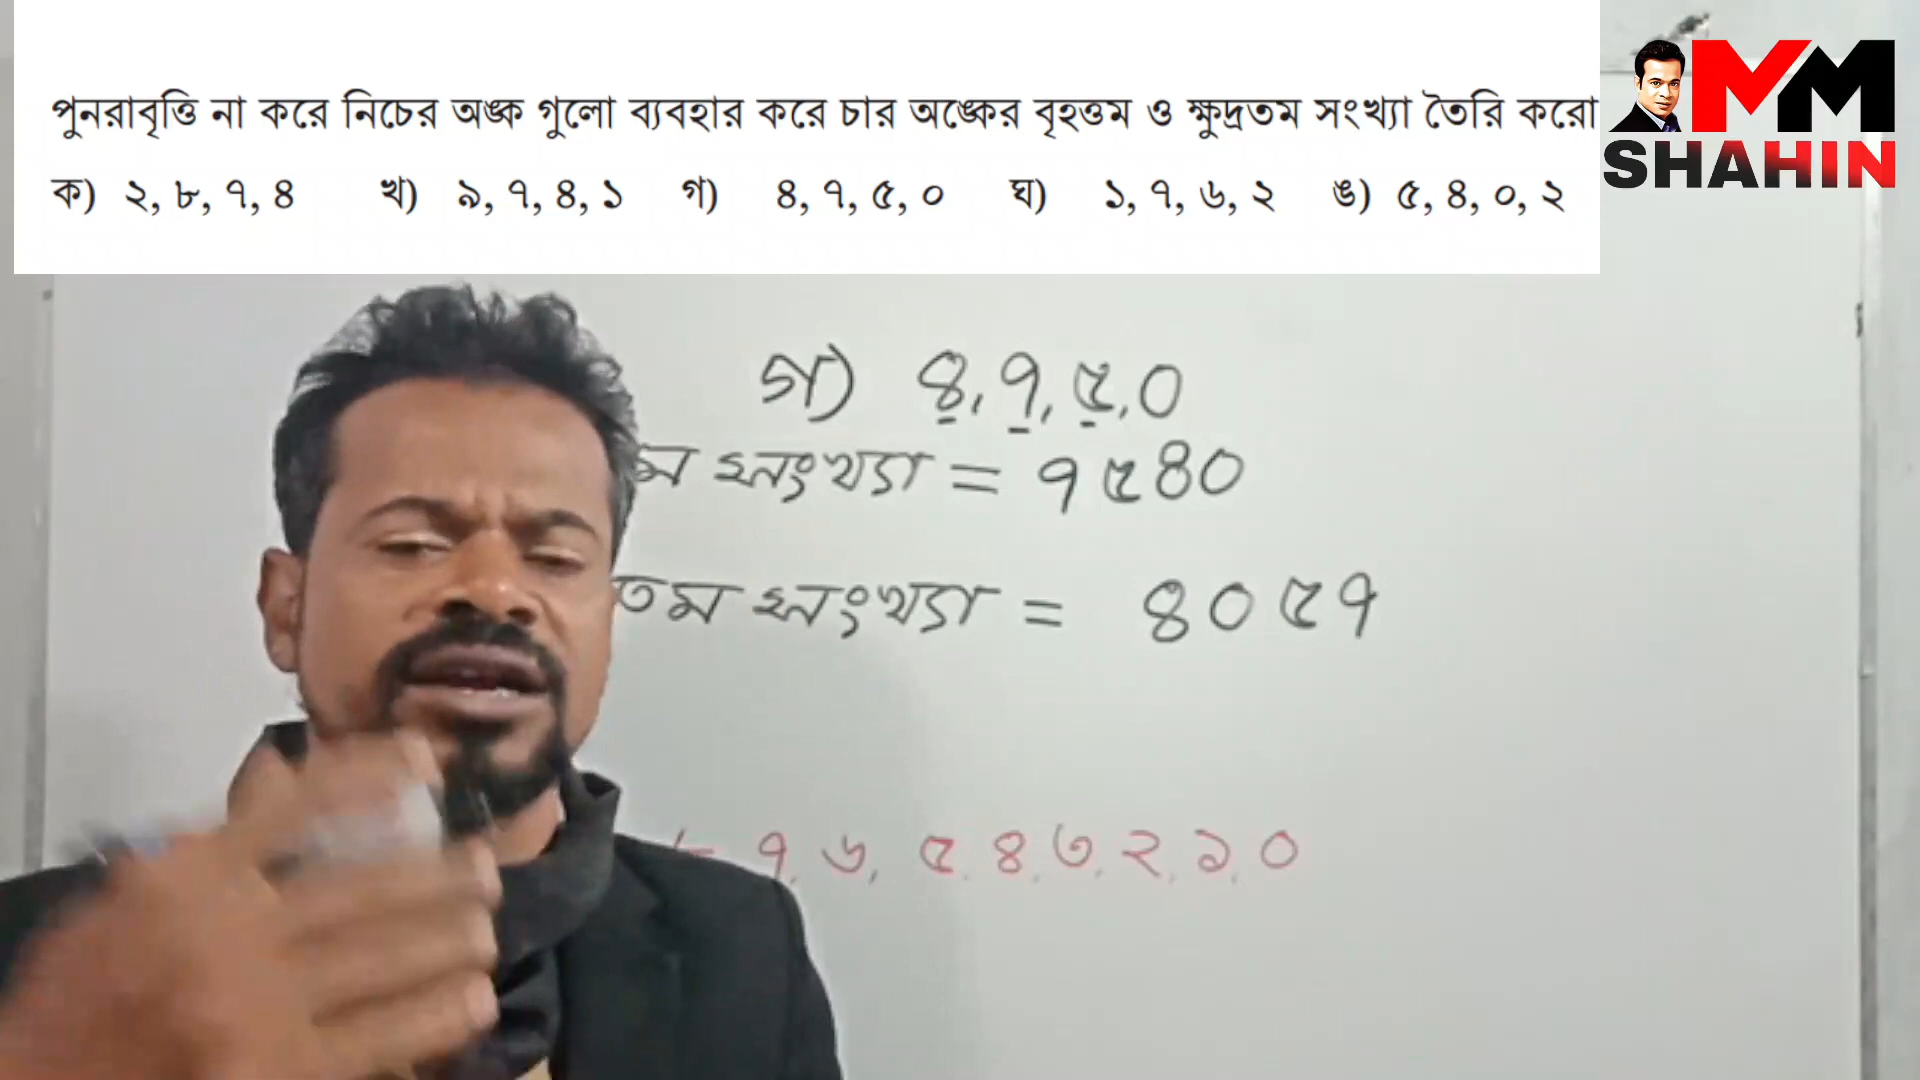 পুনরাবৃত্তি না করে নিচের অঙ্ক গুলো ব্যবহার করে চার অঙ্কের বৃহত্তম ও ক্ষুদ্রতম সংখ্যা তৈরি করো
ক) ২, ৮, ৭, ৪ খ) ৯, ৭, ৪, ১ গ) ৪, ৭, ৫, ০ ঘ) ১, ৭, ৬, ২ ঙ) ৫, ৪, ০, ২
MM
SHAHIN
গ) ৪, ৭, ৫, ০
ম সংখ্যা = ৭৫৪০
তম সংখ্যা = ৪০৫৭
৭, ৬, ৫, ৪, ৩, ২, ১, ০